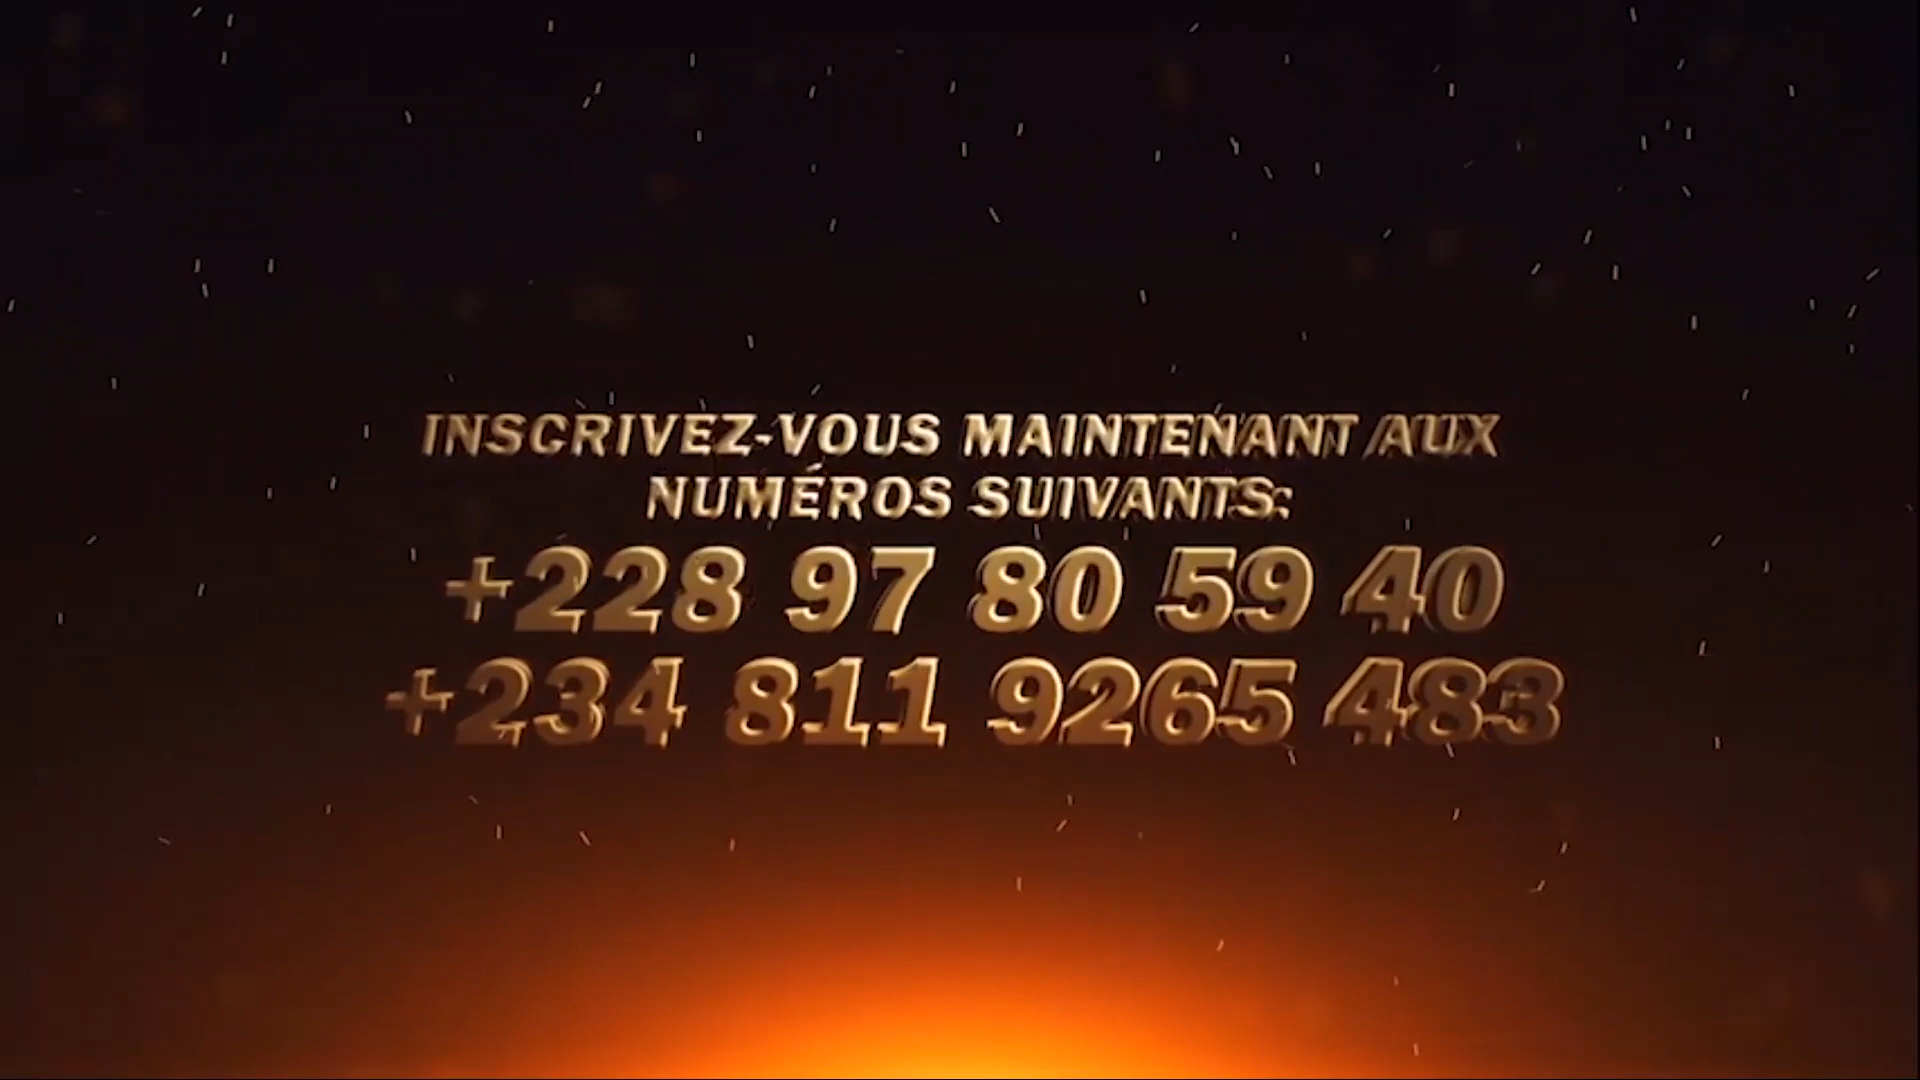 INSCRIVEZ-VOUS MAINTENANT AUX
NUMÉROS SUIVANTS:
+228 97 80 59 40
+234 811 9265 483